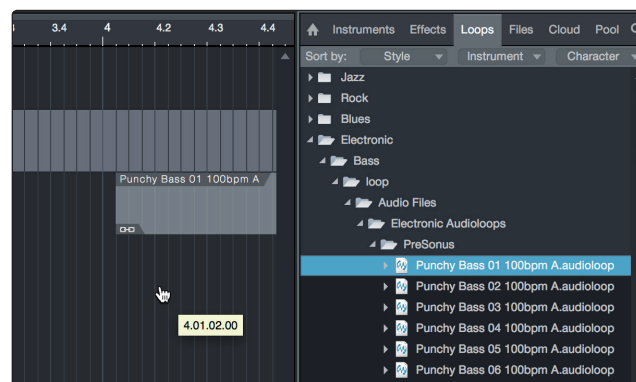 3.4 4 4.2 4.3 4.4
Punchy Bass 01 100bpm A
4.01.02.00
Instruments Effects Loops Files Cloud Pool
Sort by: Style Instrument Character
Jazz
Rock
Blues
Electronic
Bass
loop
Audio Files
Electronic Audioloops
PreSonus
Punchy Bass 01 100bpm A.audioloop
Punchy Bass 02 100bpm A.audioloop
Punchy Bass 03 100bpm A.audioloop
Punchy Bass 04 100bpm A.audioloop
Punchy Bass 05 100bpm A.audioloop
Punchy Bass 06 100bpm A.audioloop